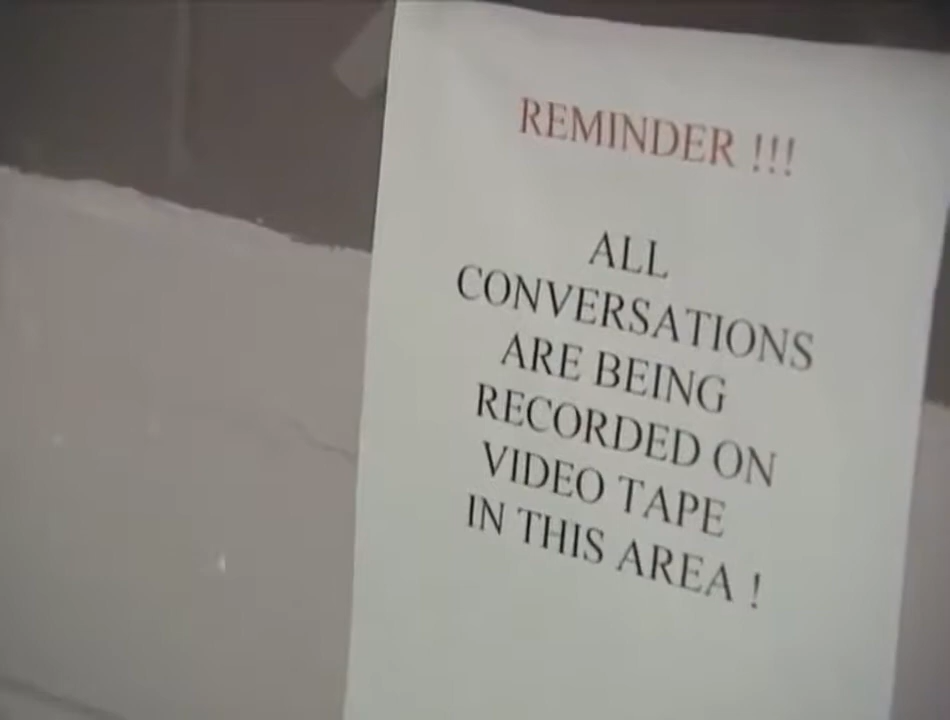 REMINDER !!!
ALL
CONVERSATIONS
ARE BEING
RECORDED ON
VIDEO TAPE
IN THIS AREA !